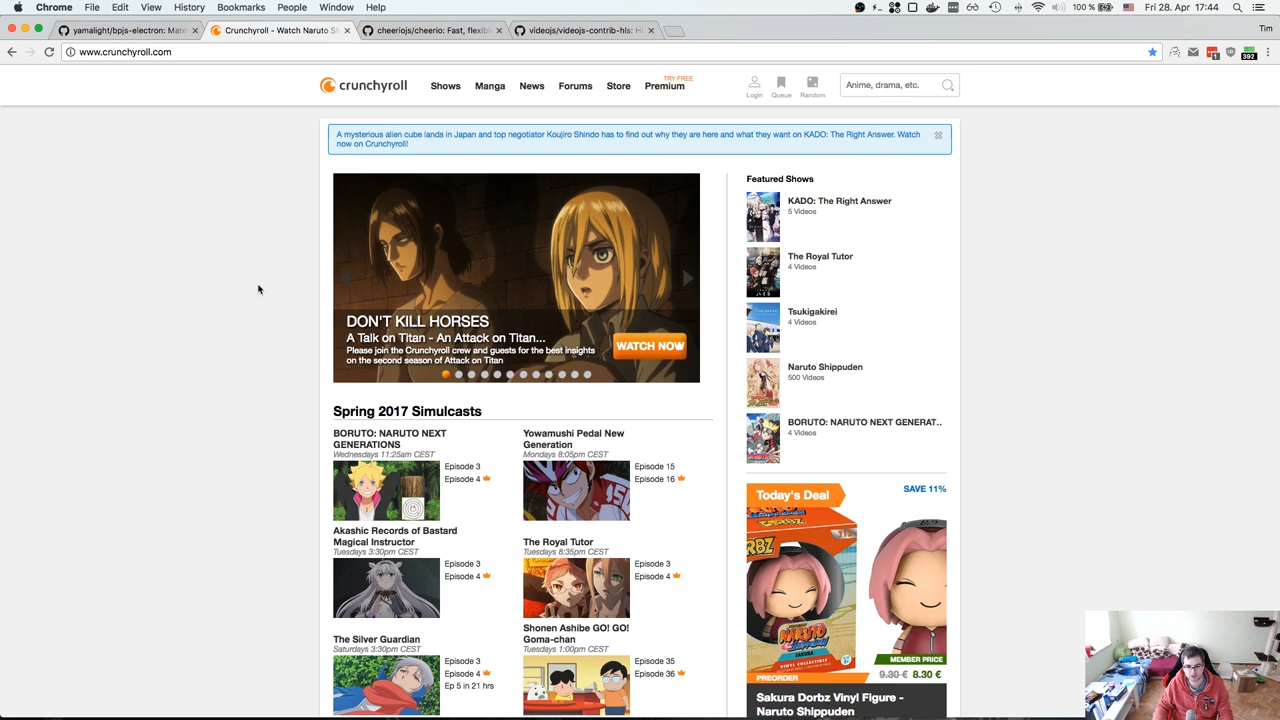 Chrome File Edit View History Bookmarks People Window Help
100 % Fri 28. Apr 17:44
yamalight/bpjs-electron: Mate
Crunchyroll - Watch Naruto S
cheeriojs/cheerio: Fast, flexibl
videojs/videojs-contrib-hls: H
Tim
www.crunchyroll.com
1
392
crunchyroll
Shows Manga News Forums Store Premium
TRY FREE
Login Queue Random
Anime, drama, etc.
A mysterious alien cube lands in Japan and top negotiator Koujiro Shindo has to find out why they are here and what they want on KADO: The Right Answer. Watch
now on Crunchyroll!
DON'T KILL HORSES
A Talk on Titan - An Attack on Titan...
Please join the Crunchyroll crew and guests for the best insights
on the second season of Attack on Titan
WATCH NOW
Spring 2017 Simulcasts
BORUTO: NARUTO NEXT
GENERATIONS
Wednesdays 11:25am CEST
Episode 3
Episode 4
Yowamushi Pedal New
Generation
Mondays 8:05pm CEST
Episode 15
Episode 16
Akashic Records of Bastard
Magical Instructor
Tuesdays 3:30pm CEST
Episode 3
Episode 4
The Royal Tutor
Tuesdays 8:35pm CEST
Episode 3
Episode 4
The Silver Guardian
Saturdays 3:30pm CEST
Episode 3
Episode 4
Ep 5 in 21 hrs
Shonen Ashibe GO! GO!
Goma-chan
Tuesdays 1:00pm CEST
Episode 35
Episode 36
Featured Shows
KADO: The Right Answer
5 Videos
The Royal Tutor
4 Videos
Tsukigakirei
4 Videos
Naruto Shippuden
500 Videos
BORUTO: NARUTO NEXT GENERAT..
4 Videos
Today's Deal
SAVE 11%
DORBZ
NARUTO
SHIPPUDEN
SAKURA
VINYL COLLECTIBLE
MEMBER PRICE
PREORDER
9.30 € 8.30 €
Sakura Dorbz Vinyl Figure -
Naruto Shippuden